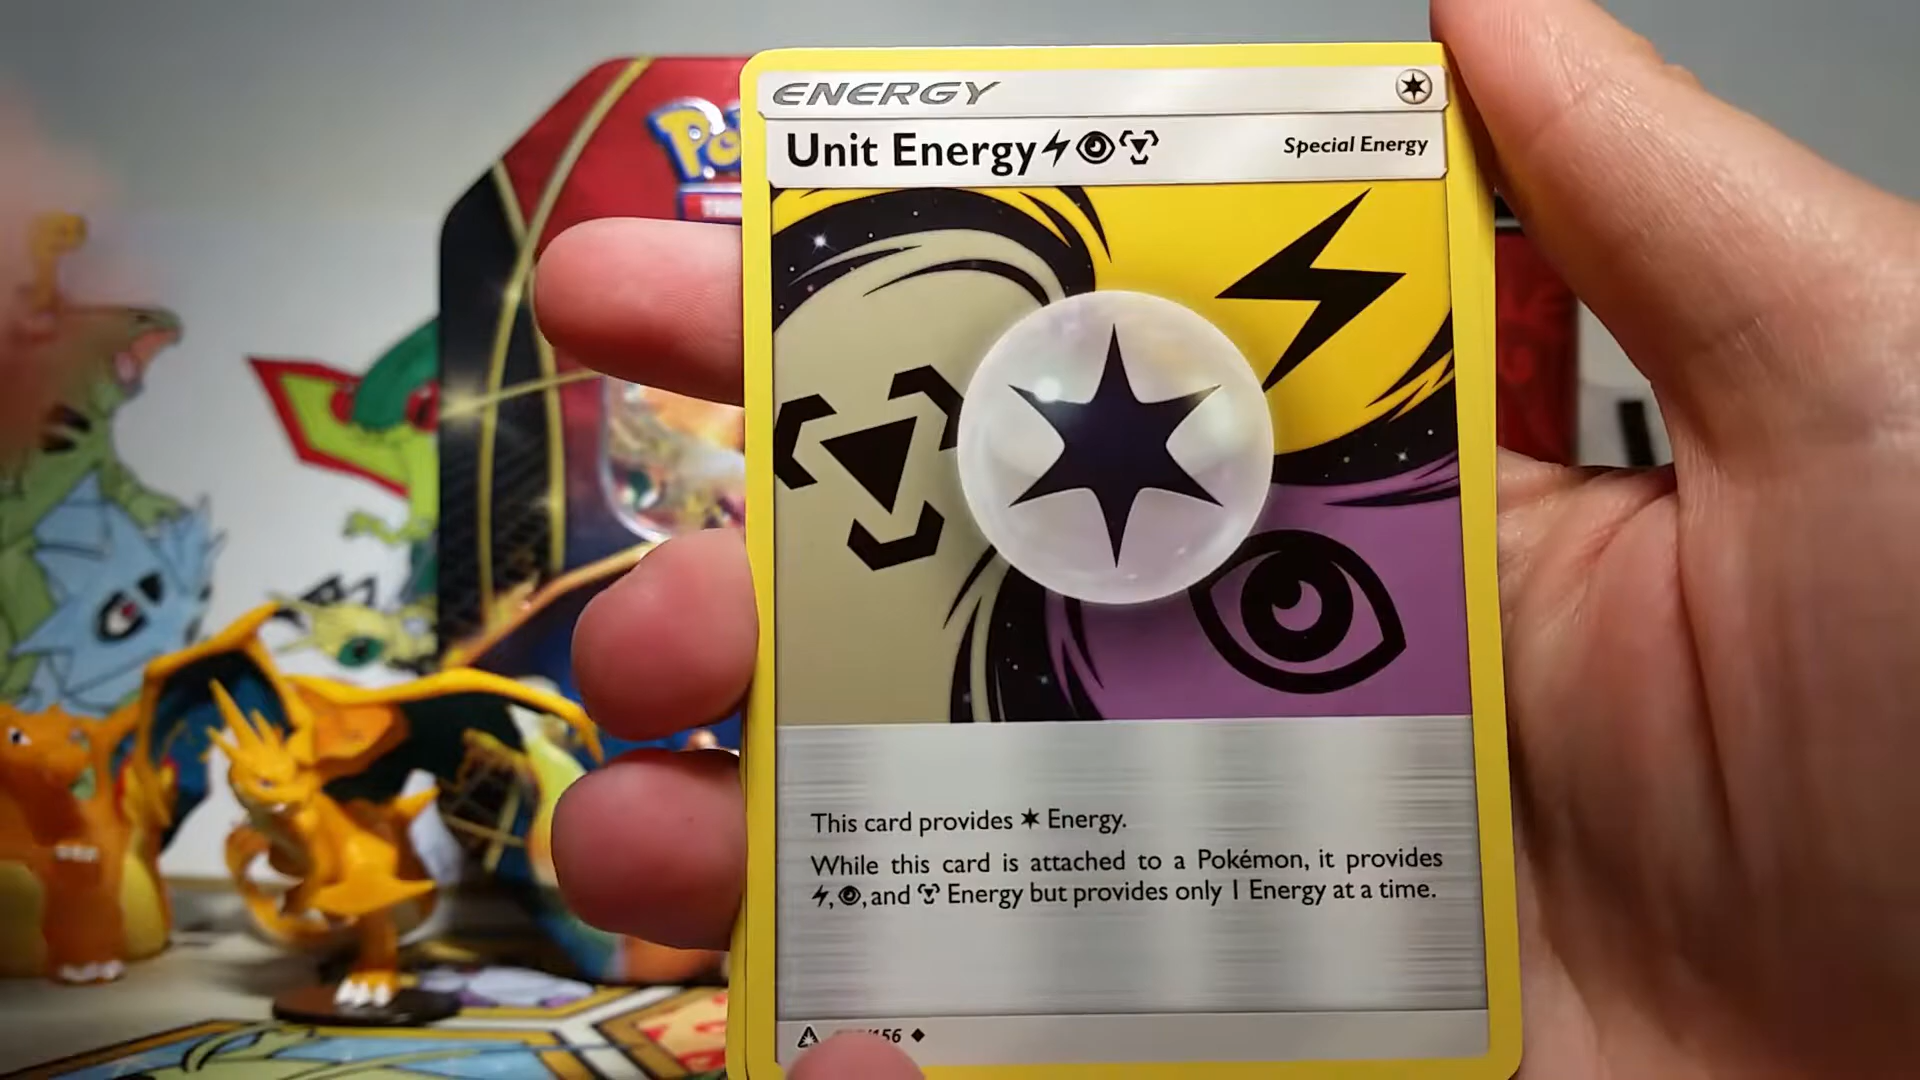 ENERGY
Unit Energy
Special Energy
This card provides Energy.
While this card is attached to a Pokémon, it provides
, , and Energy but provides only 1 Energy at a time.
/156